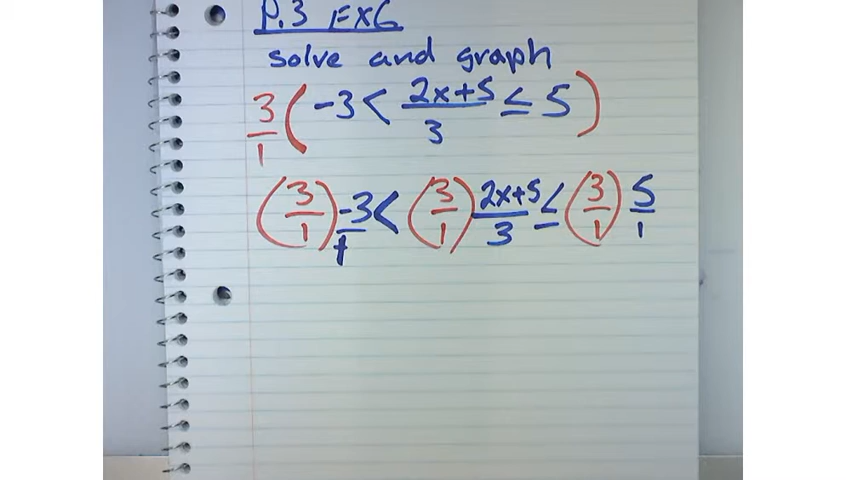 P.3 Ex6
solve and graph
3/1 ( -3 < (2x+5)/3 ≤ 5 )
(3/1) -3/1 < (3/1) (2x+5)/3 ≤ (3/1) 5/1